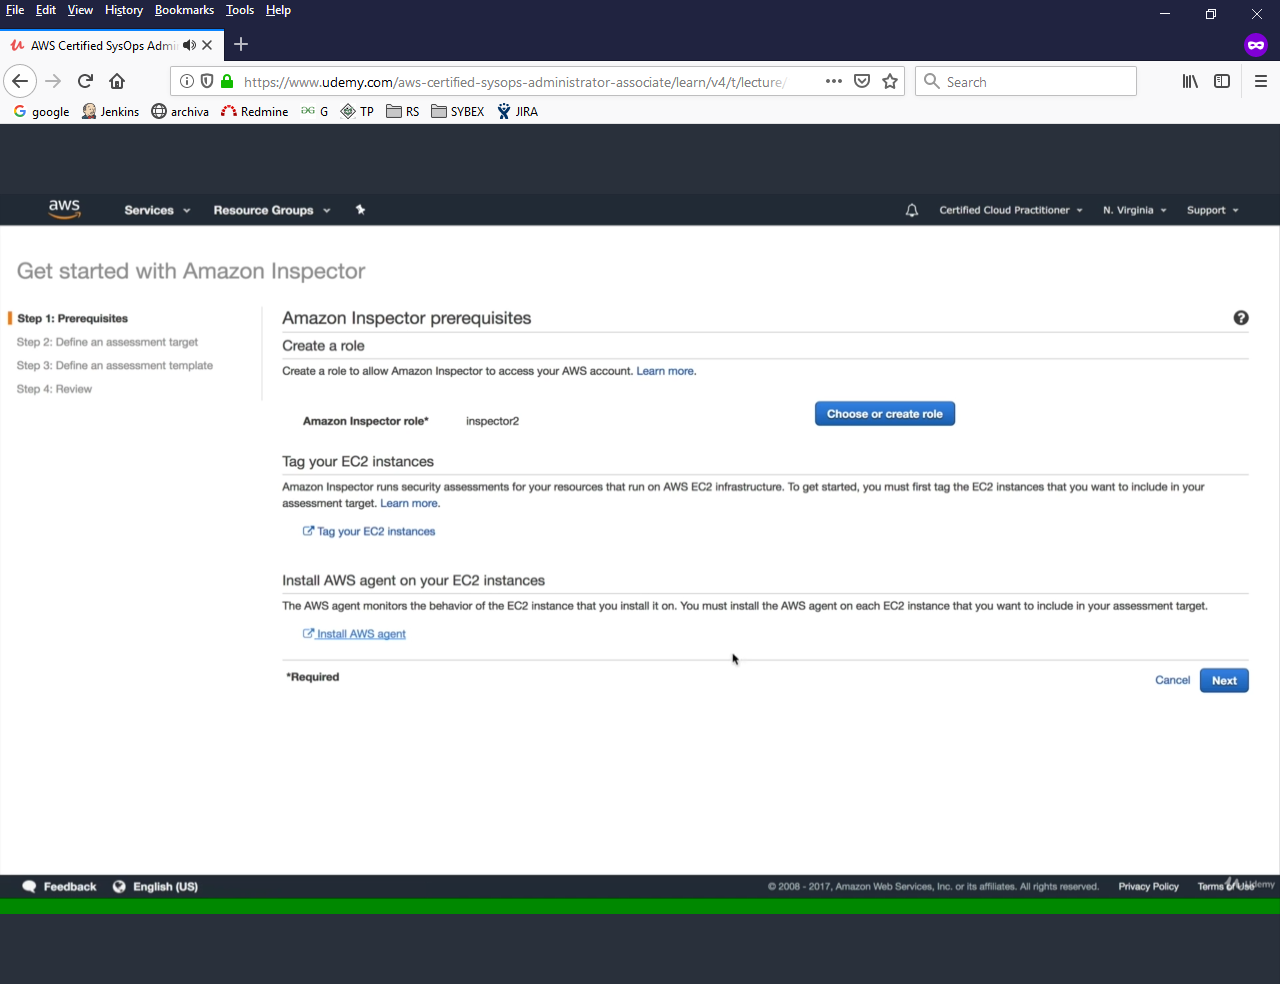 File Edit View History Bookmarks Tools Help
AWS Certified SysOps Admi
https://www.udemy.com/aws-certified-sysops-administrator-associate/learn/v4/t/lecture/
Search
google Jenkins archiva Redmine G TP RS SYBEX JIRA
aws Services Resource Groups Certified Cloud Practitioner N. Virginia Support
Get started with Amazon Inspector
Step 1: Prerequisites
Step 2: Define an assessment target
Step 3: Define an assessment template
Step 4: Review
Amazon Inspector prerequisites
Create a role
Create a role to allow Amazon Inspector to access your AWS account. Learn more.
Amazon Inspector role* inspector2 Choose or create role
Tag your EC2 instances
Amazon Inspector runs security assessments for your resources that run on AWS EC2 infrastructure. To get started, you must first tag the EC2 instances that you want to include in your
assessment target. Learn more.
Tag your EC2 instances
Install AWS agent on your EC2 instances
The AWS agent monitors the behavior of the EC2 instance that you install it on. You must install the AWS agent on each EC2 instance that you want to include in your assessment target.
Install AWS agent
*Required
Cancel Next
Feedback English (US) © 2008 - 2017, Amazon Web Services, Inc. or its affiliates. All rights reserved. Privacy Policy Terms of Use
Udemy